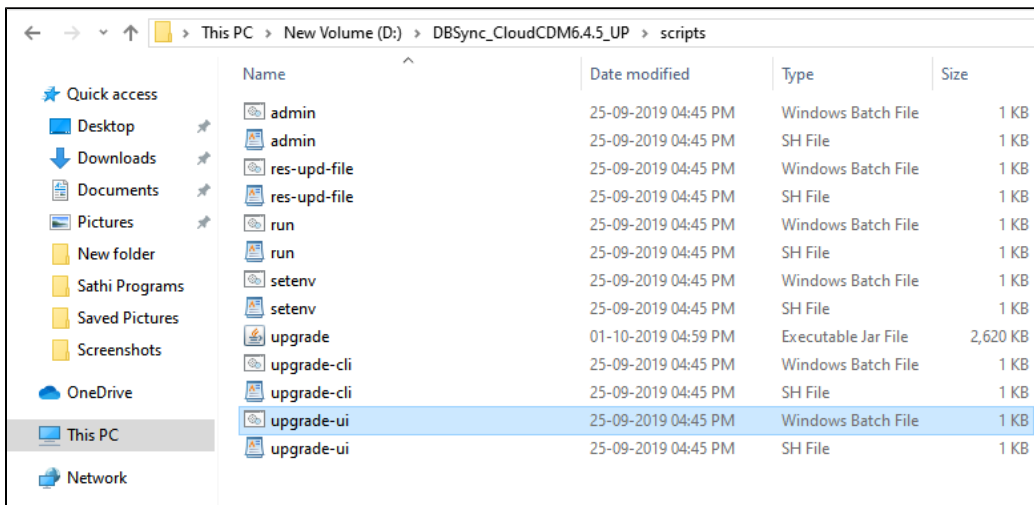 This PC > New Volume (D:) > DBSync_CloudCDM6.4.5_UP > scripts
Name Date modified Type Size
Quick access
Desktop
Downloads
Documents
Pictures
New folder
Sathi Programs
Saved Pictures
Screenshots
OneDrive
This PC
Network
admin 25-09-2019 04:45 PM Windows Batch File 1 KB
admin 25-09-2019 04:45 PM SH File 1 KB
res-upd-file 25-09-2019 04:45 PM Windows Batch File 1 KB
res-upd-file 25-09-2019 04:45 PM SH File 1 KB
run 25-09-2019 04:45 PM Windows Batch File 1 KB
run 25-09-2019 04:45 PM SH File 1 KB
setenv 25-09-2019 04:45 PM Windows Batch File 1 KB
setenv 25-09-2019 04:45 PM SH File 1 KB
upgrade 01-10-2019 04:59 PM Executable Jar File 2,620 KB
upgrade-cli 25-09-2019 04:45 PM Windows Batch File 1 KB
upgrade-cli 25-09-2019 04:45 PM SH File 1 KB
upgrade-ui 25-09-2019 04:45 PM Windows Batch File 1 KB
upgrade-ui 25-09-2019 04:45 PM SH File 1 KB